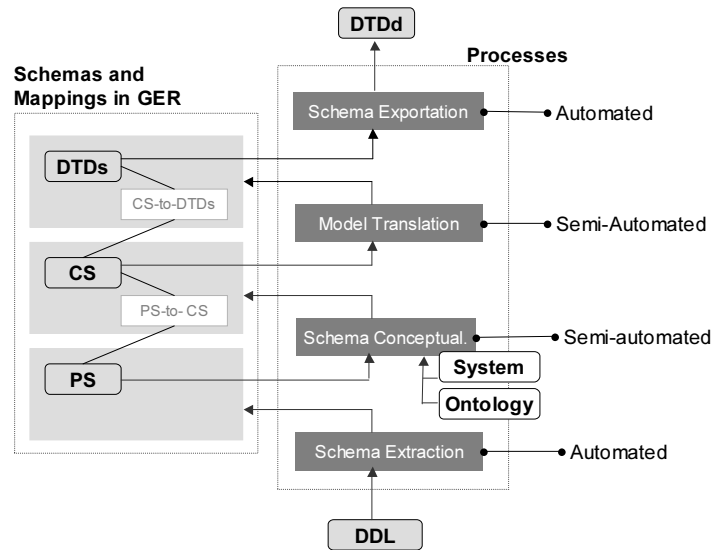 DTDd
Processes
Schemas and
Mappings in GER
Schema Exportation
Automated
DTDs
CS-to-DTDs
Model Translation
Semi-Automated
CS
PS-to- CS
Schema Conceptual.
Semi-automated
System
PS
Ontology
Schema Extraction
Automated
DDL